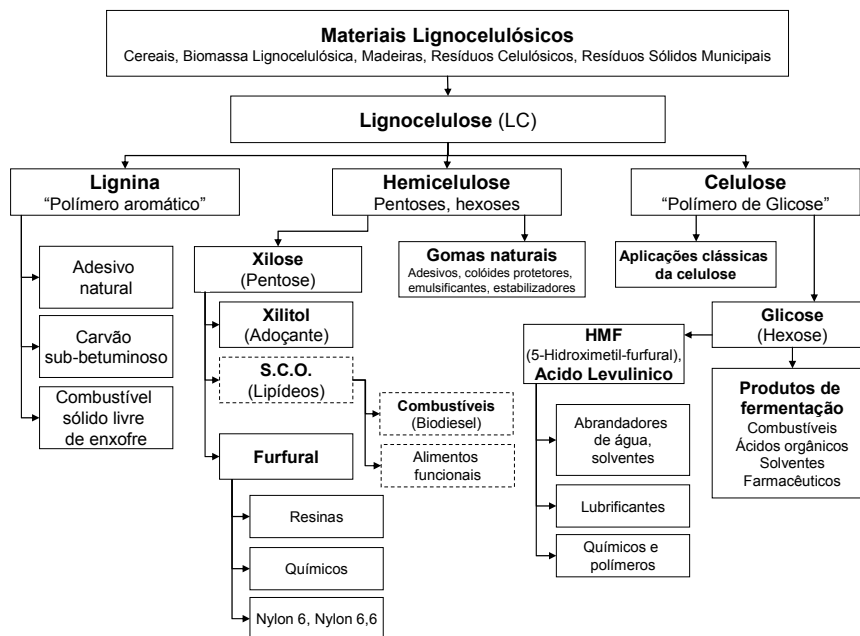 Materiais Lignocelulósicos
Cereais, Biomassa Lignocelulósica, Madeiras, Resíduos Celulósicos, Resíduos Sólidos Municipais
Lignocelulose (LC)
Lignina
“Polímero aromático”
Hemicelulose
Pentoses, hexoses
Celulose
“Polímero de Glicose”
Adesivo
natural
Carvão
sub-betuminoso
Combustível
sólido livre
de enxofre
Xilose
(Pentose)
Xilitol
(Adoçante)
S.C.O.
(Lipídeos)
Combustíveis
(Biodiesel)
Alimentos
funcionais
Furfural
Resinas
Químicos
Nylon 6, Nylon 6,6
Gomas naturais
Adesivos, colóides protetores,
emulsificantes, estabilizadores
Aplicações clássicas
da celulose
Glicose
(Hexose)
HMF
(5-Hidroximetil-furfural),
Acido Levulinico
Abrandadores
de água,
solventes
Lubrificantes
Químicos e
polímeros
Produtos de
fermentação
Combustíveis
Ácidos orgânicos
Solventes
Farmacêuticos